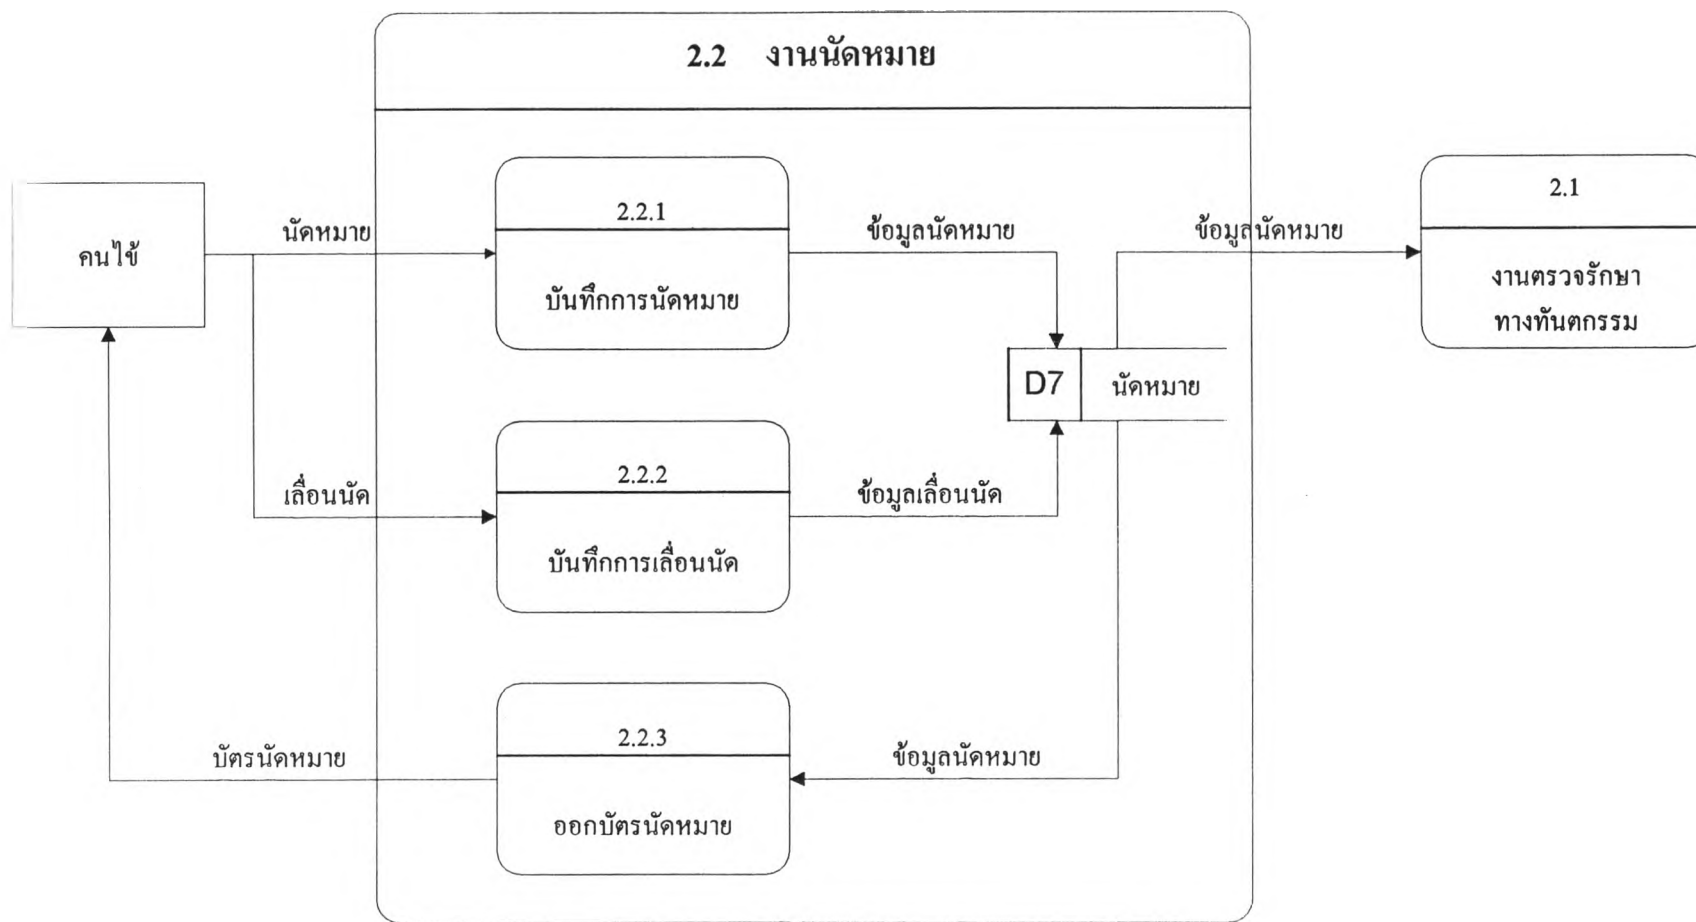 2.2 งานนัดหมาย
คนไข้
นัดหมาย
2.2.1
บันทึกการนัดหมาย
ข้อมูลนัดหมาย
ข้อมูลนัดหมาย
2.1
งานตรวจรักษา
ทางทันตกรรม
D7 นัดหมาย
เลื่อนนัด
2.2.2
บันทึกการเลื่อนนัด
ข้อมูลเลื่อนนัด
บัตรนัดหมาย
2.2.3
ออกบัตรนัดหมาย
ข้อมูลนัดหมาย